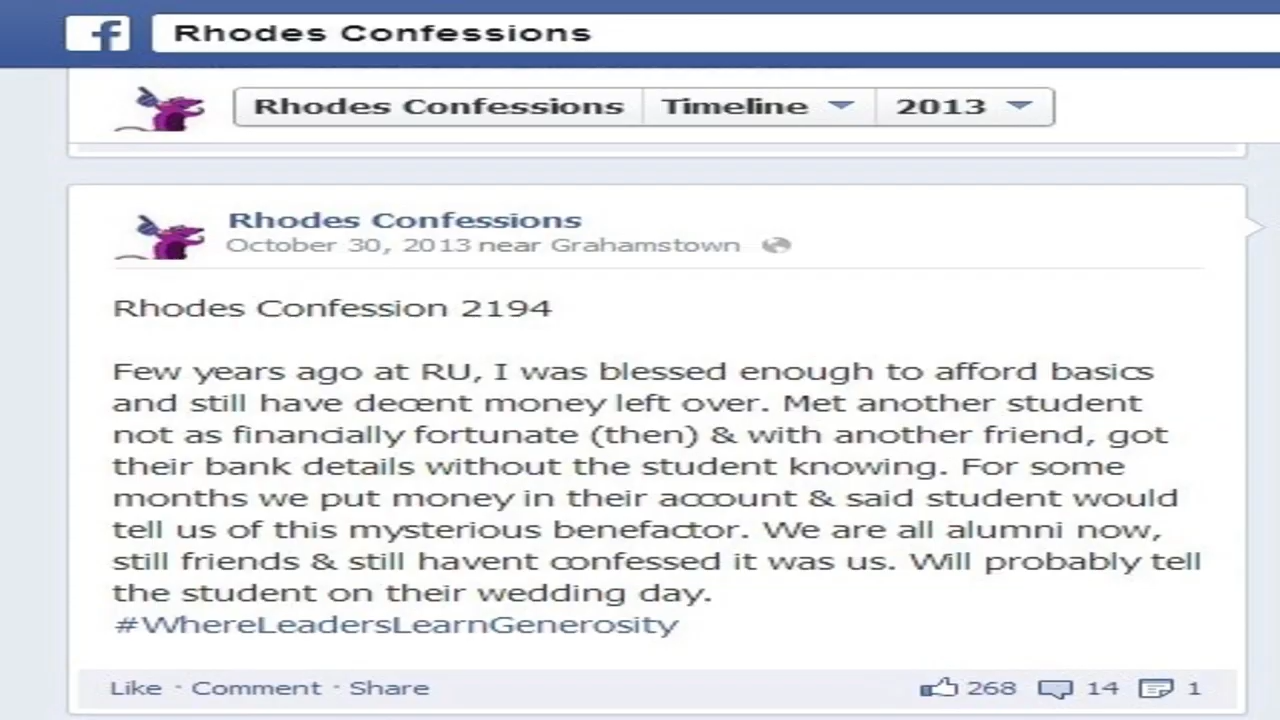 f
Rhodes Confessions
Rhodes Confessions Timeline 2013
Rhodes Confessions
October 30, 2013 near Grahamstown
Rhodes Confession 2194
Few years ago at RU, I was blessed enough to afford basics
and still have decent money left over. Met another student
not as financially fortunate (then) & with another friend, got
their bank details without the student knowing. For some
months we put money in their account & said student would
tell us of this mysterious benefactor. We are all alumni now,
still friends & still havent confessed it was us. Will probably tell
the student on their wedding day.
#WhereLeadersLearnGenerosity
Like · Comment · Share 268 14 1